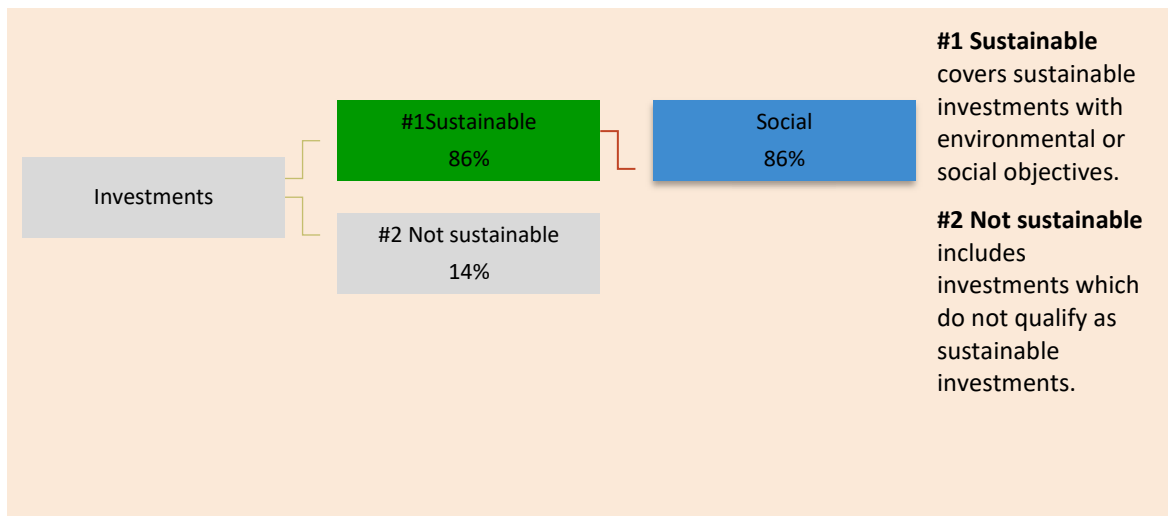 Investments
#1Sustainable
86%
Social
86%
#2 Not sustainable
14%
#1 Sustainable
covers sustainable
investments with
environmental or
social objectives.
#2 Not sustainable
includes
investments which
do not qualify as
sustainable
investments.